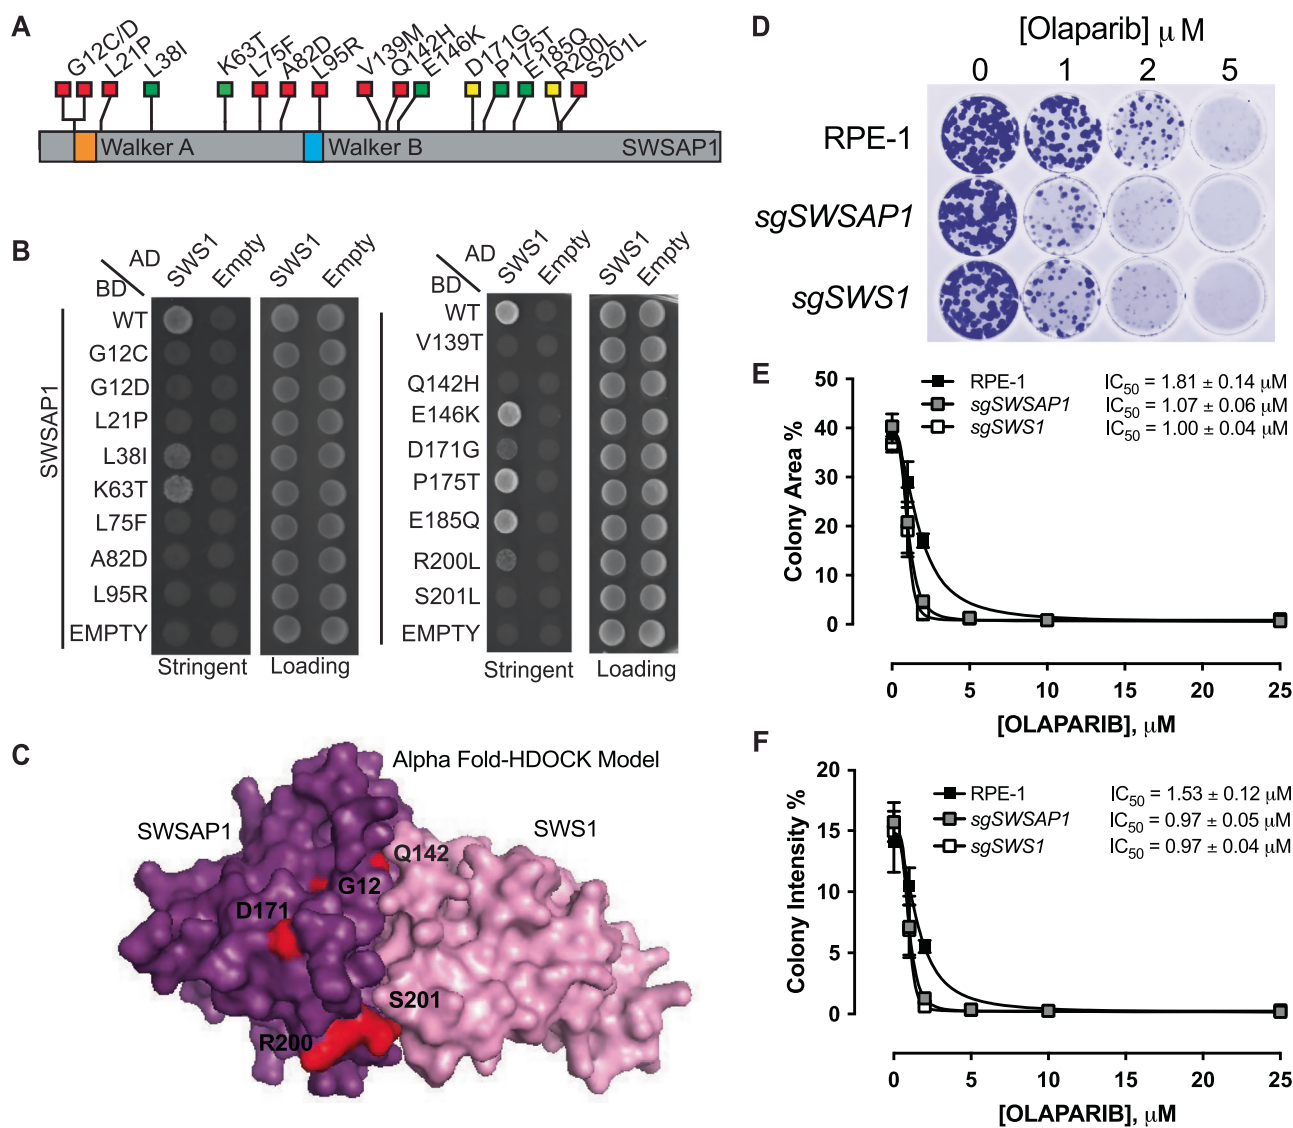 A
G12C/D L21P L38I K63T L75F A82D L95R V139M Q142H E146K D171G P175T E185Q R200L S201L
Walker A Walker B SWSAP1
B
AD
BD
SWS1 Empty SWS1 Empty
SWSAP1
WT
G12C
G12D
L21P
L38I
K63T
L75F
A82D
L95R
EMPTY
Stringent Loading
AD
BD
SWS1 Empty SWS1 Empty
WT
V139T
Q142H
E146K
D171G
P175T
E185Q
R200L
S201L
EMPTY
Stringent Loading
C
Alpha Fold-HDOCK Model
SWSAP1 SWS1
Q142
G12
D171
S201
R200
D
[Olaparib] μM
0 1 2 5
RPE-1
sgSWSAP1
sgSWS1
E
RPE-1 IC50 = 1.81 ± 0.14 μM
sgSWSAP1 IC50 = 1.07 ± 0.06 μM
sgSWS1 IC50 = 1.00 ± 0.04 μM
Colony Area %
50
40
30
20
10
0
0 5 10 15 20 25
[OLAPARIB], μM
F
RPE-1 IC50 = 1.53 ± 0.12 μM
sgSWSAP1 IC50 = 0.97 ± 0.05 μM
sgSWS1 IC50 = 0.97 ± 0.04 μM
Colony Intensity %
20
15
10
5
0
0 5 10 15 20 25
[OLAPARIB], μM